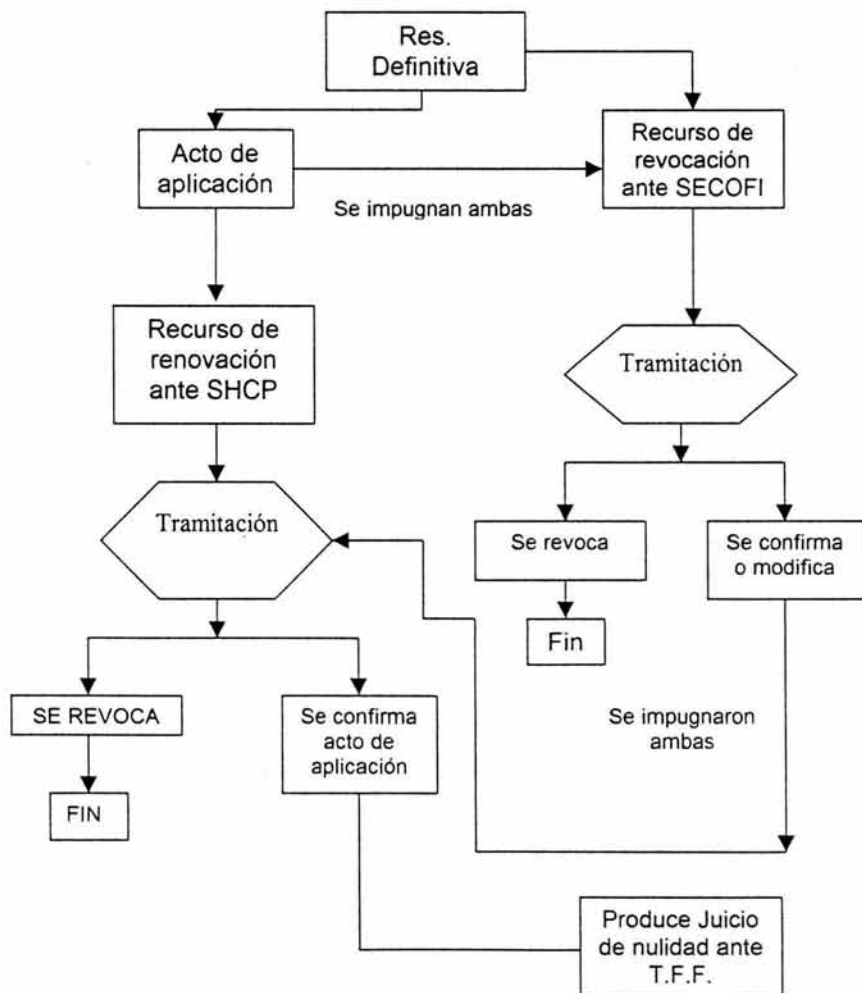 Res.
Definitiva
Acto de
aplicación
Recurso de
revocación
ante SECOFI
Se impugnan ambas
Recurso de
renovación
ante SHCP
Tramitación
Tramitación
Se revoca
Se confirma
o modifica
Fin
SE REVOCA
Se confirma
acto de
aplicación
Se impugnaron
ambas
FIN
Produce Juicio
de nulidad ante
T.F.F.